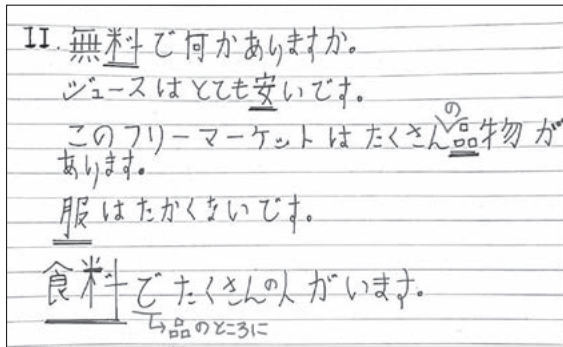 II. 無料で何かありますか。
ジュースはとても安いです。
の
このフリーマーケットはたくさん品物が
あります。
服はたかくないです。
食料でたくさんの人がいます。
↳品のところに